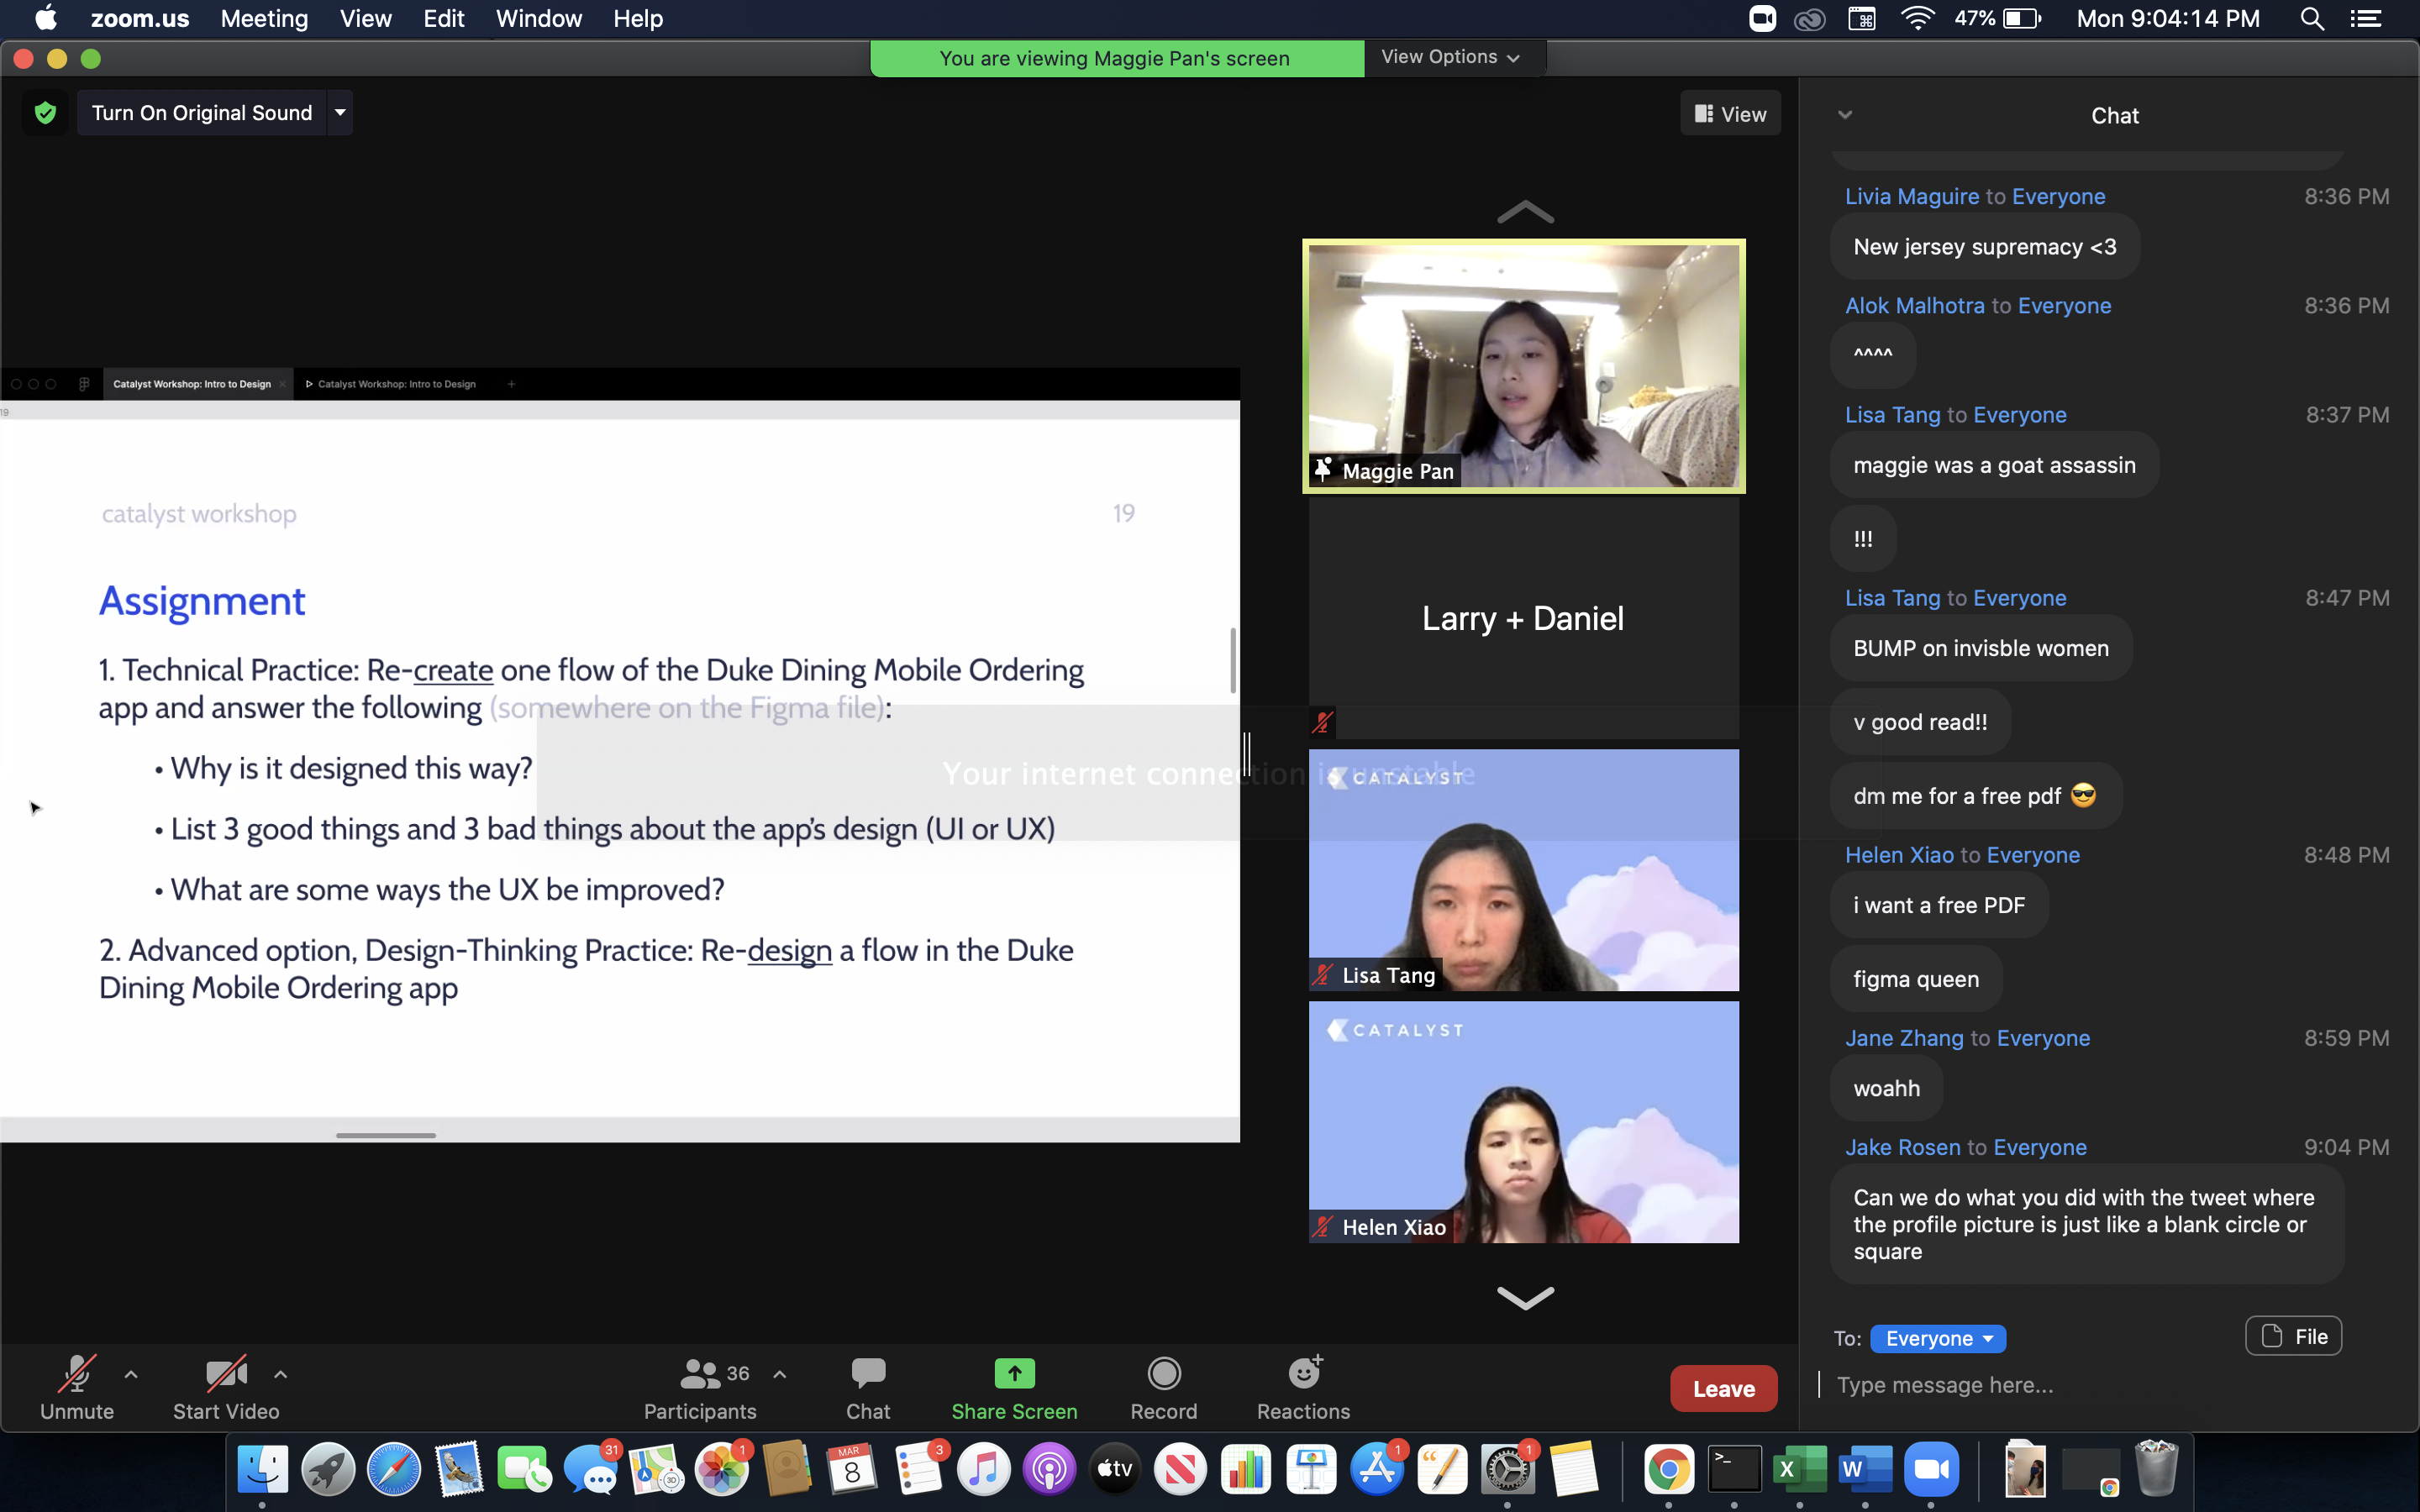 zoom.us Meeting View Edit Window Help
47% Mon 9:04:14 PM
You are viewing Maggie Pan's screen
View Options
Turn On Original Sound
View
Catalyst Workshop: Intro to Design
Catalyst Workshop: Intro to Design
19
catalyst workshop
19
Assignment
1. Technical Practice: Re-create one flow of the Duke Dining Mobile Ordering
app and answer the following (somewhere on the Figma file):
• Why is it designed this way?
• List 3 good things and 3 bad things about the app's design (UI or UX)
• What are some ways the UX be improved?
2. Advanced option, Design-Thinking Practice: Re-design a flow in the Duke
Dining Mobile Ordering app
Your internet connection is unstable
Maggie Pan
Larry + Daniel
CATALYST
Lisa Tang
CATALYST
Helen Xiao
Chat
Livia Maguire to Everyone 8:36 PM
New jersey supremacy <3
Alok Malhotra to Everyone 8:36 PM
^^^^
Lisa Tang to Everyone 8:37 PM
maggie was a goat assassin
!!!
Lisa Tang to Everyone 8:47 PM
BUMP on invisble women
v good read!!
dm me for a free pdf 😎
Helen Xiao to Everyone 8:48 PM
i want a free PDF
figma queen
Jane Zhang to Everyone 8:59 PM
woahh
Jake Rosen to Everyone 9:04 PM
Can we do what you did with the tweet where
the profile picture is just like a blank circle or
square
To: Everyone
File
Type message here...
Unmute
Start Video
36
Participants
Chat
Share Screen
Record
Reactions
Leave
31
3D
1
MAR
8
3
tv
1
1
>_
X
W